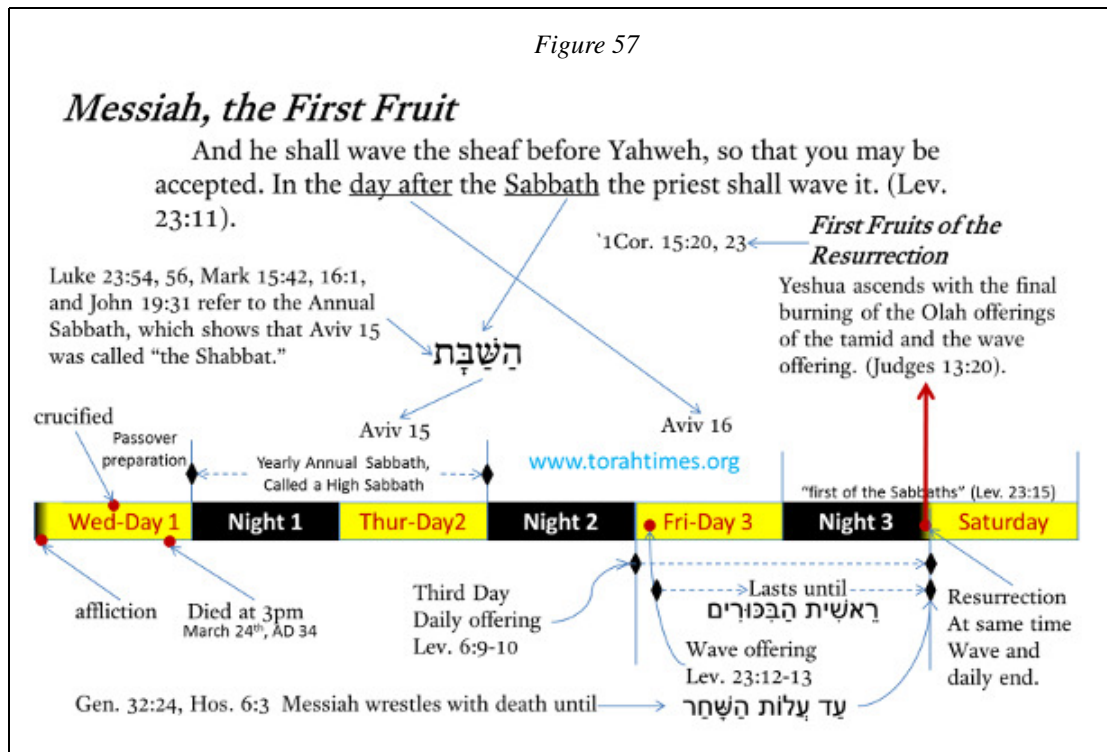 Figure 57
Messiah, the First Fruit
And he shall wave the sheaf before Yahweh, so that you may be
accepted. In the day after the Sabbath the priest shall wave it. (Lev.
23:11).
`1Cor. 15:20, 23
First Fruits of the
Resurrection
Yeshua ascends with the final
burning of the Olah offerings
of the tamid and the wave
offering. (Judges 13:20).
Luke 23:54, 56, Mark 15:42, 16:1,
and John 19:31 refer to the Annual
Sabbath, which shows that Aviv 15
was called “the Shabbat.”
הַשַּׁבָּת
crucified
Passover
preparation
Aviv 15
Yearly Annual Sabbath,
Called a High Sabbath
Aviv 16
www.torahtimes.org
“first of the Sabbaths” (Lev. 23:15)
Wed-Day 1 Night 1 Thur-Day2 Night 2 Fri-Day 3 Night 3 Saturday
affliction
Died at 3pm
March 24th, AD 34
Third Day
Daily offering
Lev. 6:9-10
Lasts until
רֵאשִׁית הַבִּכּוּרִים
Wave offering
Lev. 23:12-13
Resurrection
At same time
Wave and
daily end.
Gen. 32:24, Hos. 6:3 Messiah wrestles with death until
עַד עֲלוֹת הַשָּׁחַר